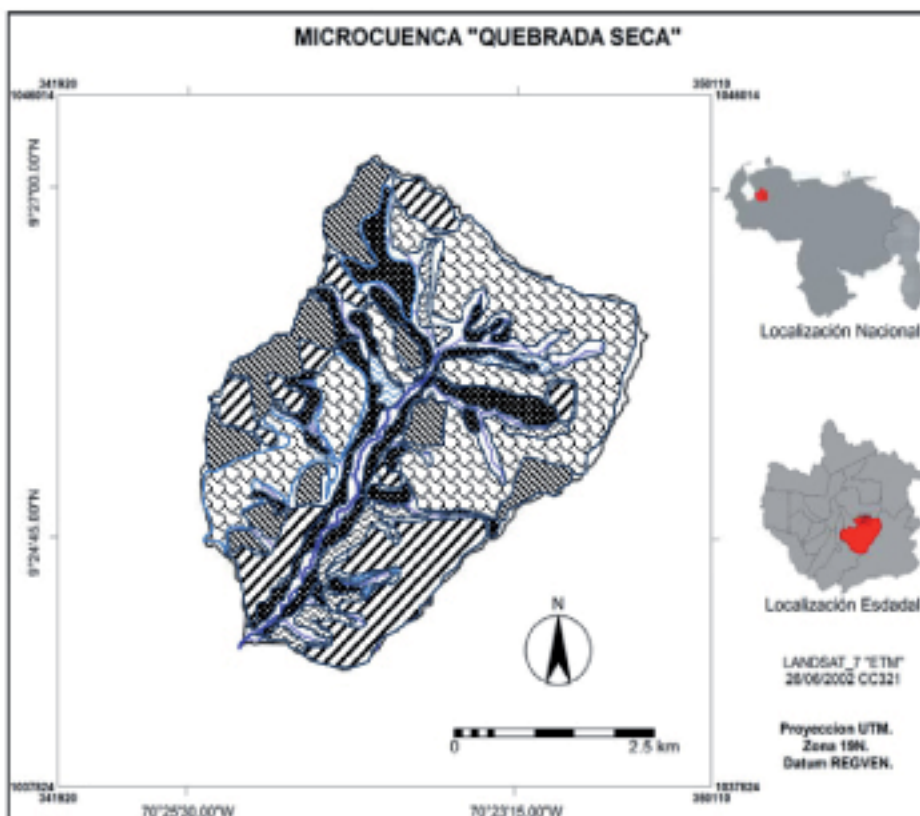 MICROCUENCA "QUEBRADA SECA"
341920
350110
1046014
1046014
9°27'00.00"N
9°24'45.00"N
Localización Nacional
Localización Esdadal
N
0
2.5 km
LANDSAT_7 "ETM"
28/06/2002 CC321
Proyeccion UTM.
Zona 19N.
Datum REGVEN.
1037824
1037824
341920
350110
70°25'30.00"W
70°23'15.00"W